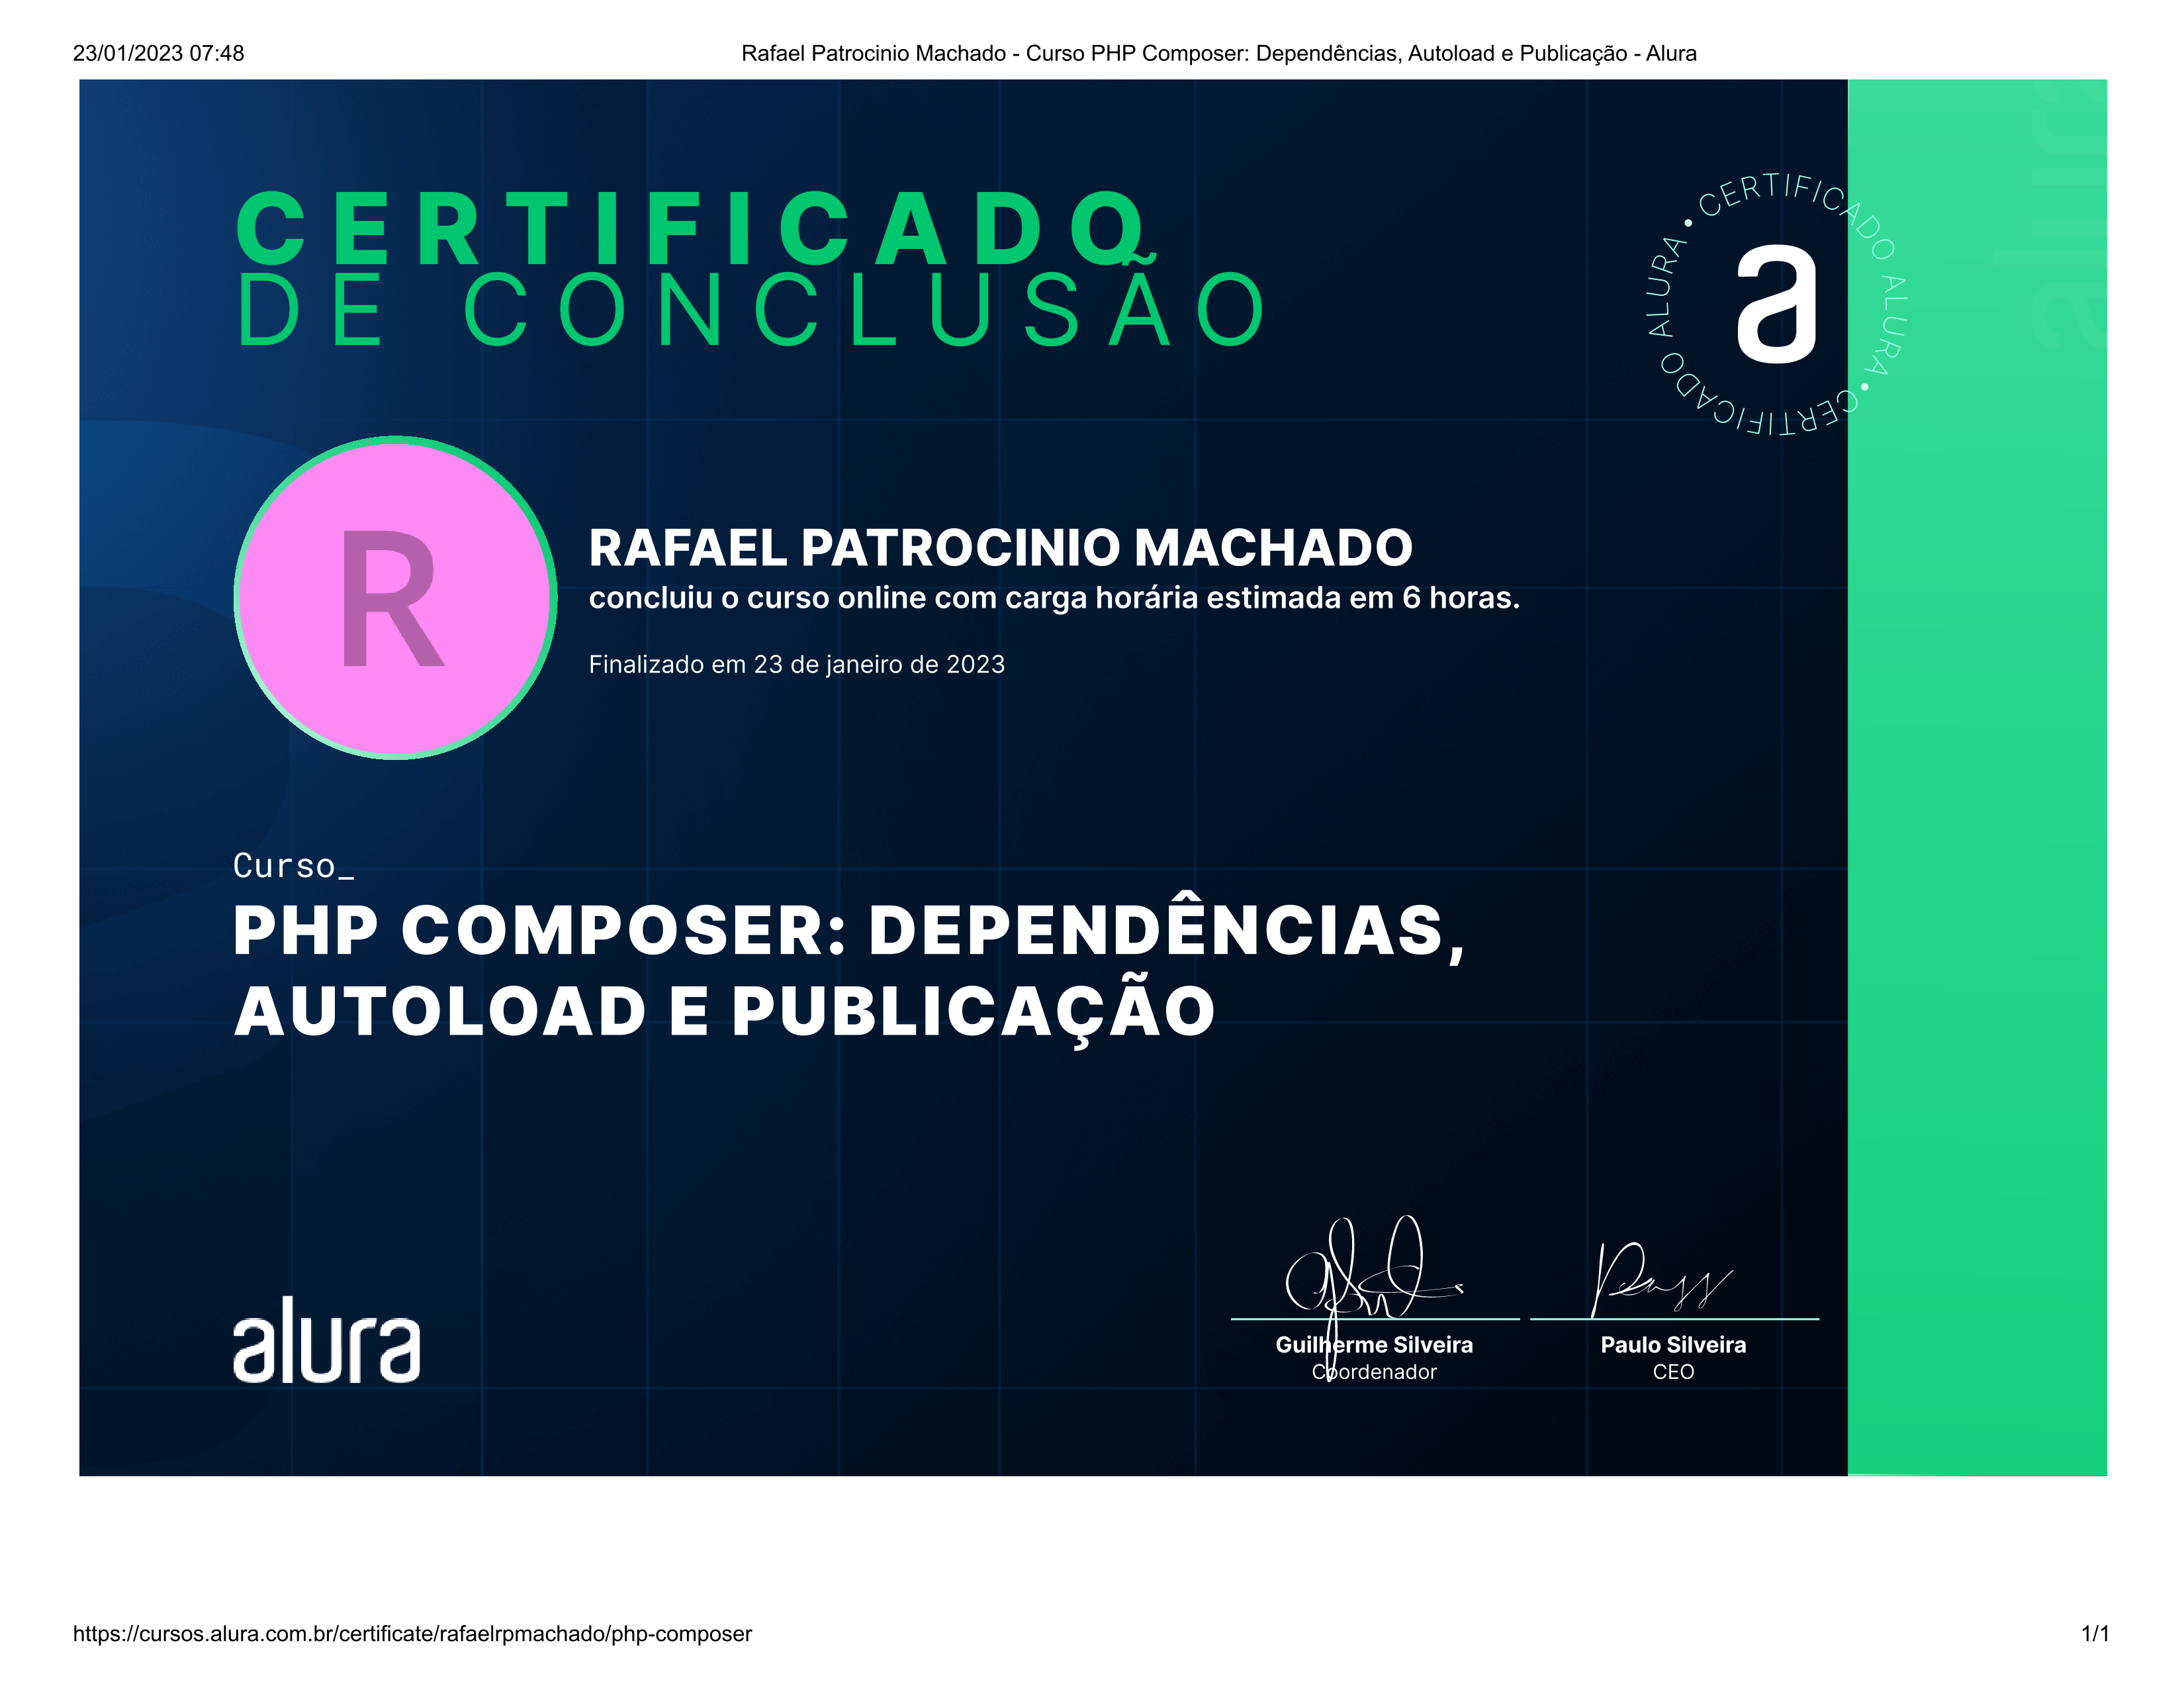 23/01/2023 07:48
Rafael Patrocinio Machado - Curso PHP Composer: Dependências, Autoload e Publicação - Alura
CERTIFICADO
DE CONCLUSÃO
CERTIFICADO ALURA • CERTIFICADO ALURA •
a
alura
R
RAFAEL PATROCINIO MACHADO
concluiu o curso online com carga horária estimada em 6 horas.
Finalizado em 23 de janeiro de 2023
Curso_
PHP COMPOSER: DEPENDÊNCIAS,
AUTOLOAD E PUBLICAÇÃO
alura
Guilherme Silveira
Coordenador
Paulo Silveira
CEO
https://cursos.alura.com.br/certificate/rafaelrpmachado/php-composer
1/1